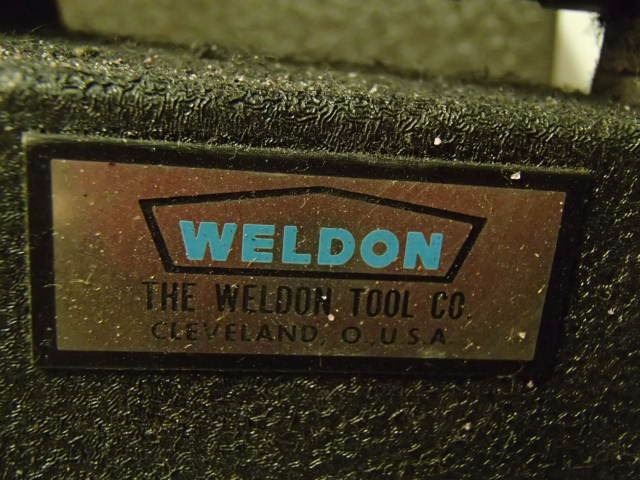 WELDON
THE WELDON TOOL CO.
CLEVELAND, O., U.S.A.